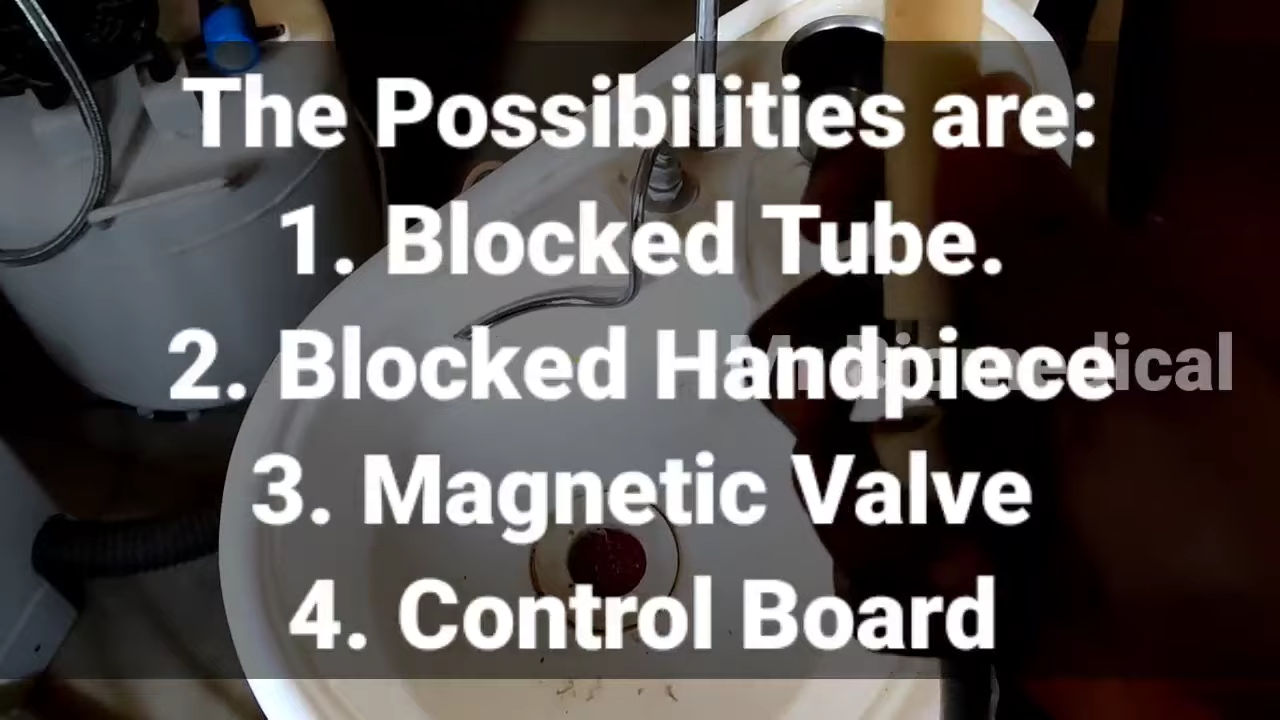 The Possibilities are:
1. Blocked Tube.
2. Blocked Handpiece
3. Magnetic Valve
4. Control Board